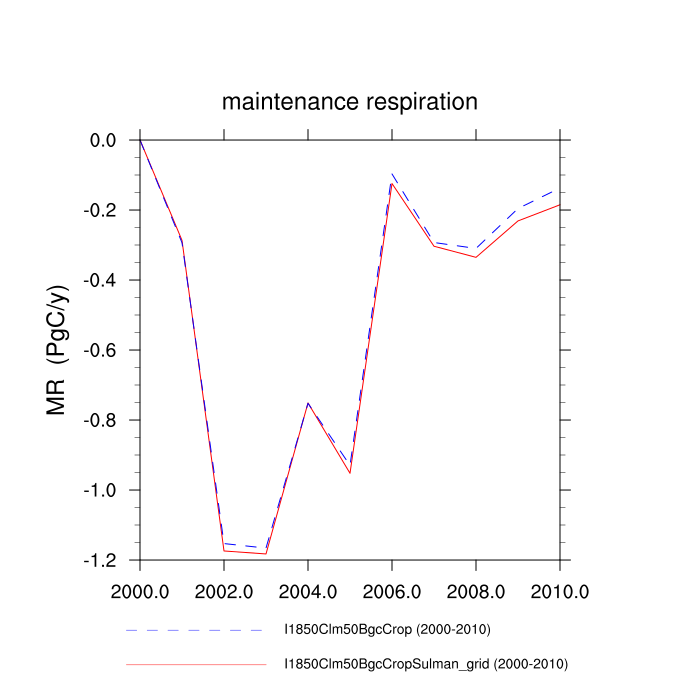 maintenance respiration
0.0
-0.2
-0.4
-0.6
-0.8
-1.0
-1.2
MR (PgC/y)
2000.0 2002.0 2004.0 2006.0 2008.0 2010.0
I1850Clm50BgcCrop (2000-2010)
I1850Clm50BgcCropSulman_grid (2000-2010)